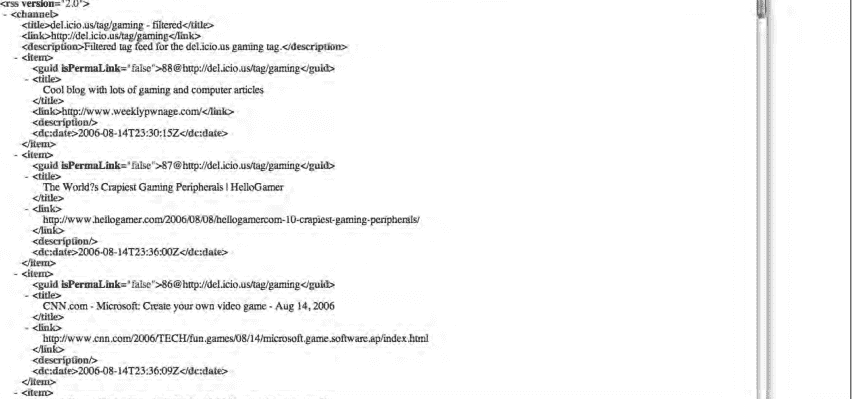 <rss version="2.0">
- <channel>
<title>del.icio.us/tag/gaming - filtered</title>
<link>http://del.icio.us/tag/gaming</link>
<description>Filtered tag feed for the del.icio.us gaming tag.</description>
- <item>
<guid isPermaLink="false">88@http://del.icio.us/tag/gaming</guid>
- <title>
Cool blog with lots of gaming and computer articles
</title>
<link>http://www.weeklypwnage.com/</link>
<description/>
<dc:date>2006-08-14T23:30:15Z</dc:date>
</item>
- <item>
<guid isPermaLink="false">87@http://del.icio.us/tag/gaming</guid>
- <title>
The World?s Crapiest Gaming Peripherals | HelloGamer
</title>
- <link>
http://www.hellogamer.com/2006/08/08/hellogamercom-10-crapiest-gaming-peripherals/
</link>
<description/>
<dc:date>2006-08-14T23:36:00Z</dc:date>
</item>
- <item>
<guid isPermaLink="false">86@http://del.icio.us/tag/gaming</guid>
- <title>
CNN.com - Microsoft: Create your own video game - Aug 14, 2006
</title>
- <link>
http://www.cnn.com/2006/TECH/fun.games/08/14/microsoft.game.software.ap/index.html
</link>
<description/>
<dc:date>2006-08-14T23:36:09Z</dc:date>
</item>
- <item>